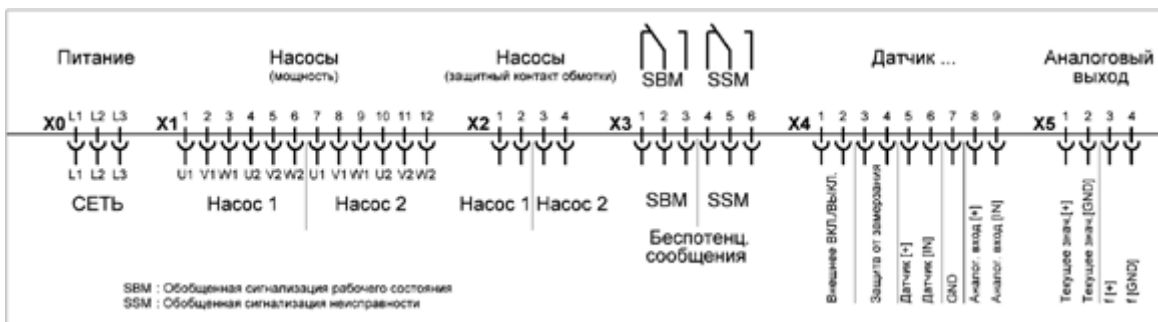 Питание
Насосы
(мощность)
Насосы
(защитный контакт обмотки)
SBM
SSM
Датчик ...
Аналоговый
выход
X0 L1 L2 L3
X1 1 2 3 4 5 6 7 8 9 10 11 12
X2 1 2 3 4
X3 1 2 3 4 5 6
X4 1 2 3 4 5 6 7 8 9
X5 1 2 3 4
L1 L2 L3
U1 V1 W1 U2 V2 W2 U1 V1 W1 U2 V2 W2
СЕТЬ
Насос 1
Насос 2
Насос 1
Насос 2
SBM
SSM
Беспотенц.
сообщения
Внешнее ВКЛ./ВЫКЛ.
Защита от замерзания
Датчик [+]
Датчик [IN]
GND
Аналог. вход [+]
Аналог. вход [IN]
Текущее знач.[+]
Текущее знач.[GND]
f [+]
f [GND]
SBM : Обобщенная сигнализация рабочего состояния
SSM : Обобщенная сигнализация неисправности